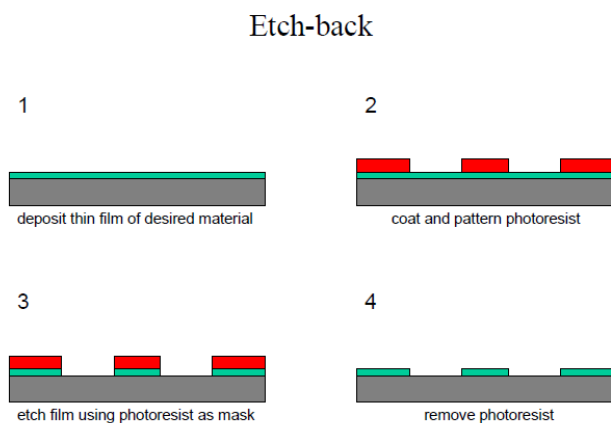 Etch-back
1
2
deposit thin film of desired material
coat and pattern photoresist
3
4
etch film using photoresist as mask
remove photoresist